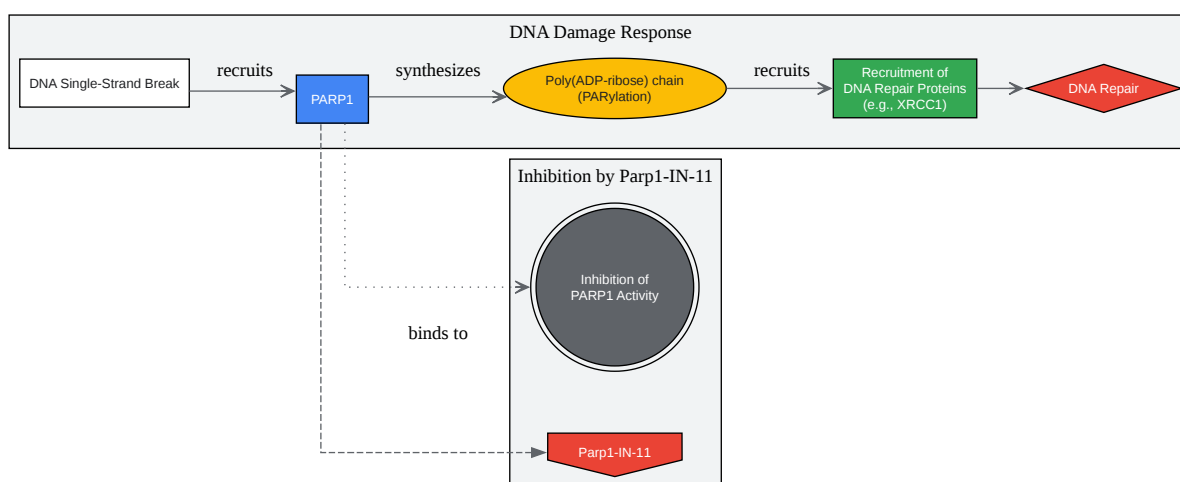 DNA Damage Response
DNA Single-Strand Break
recruits
PARP1
synthesizes
Poly(ADP-ribose) chain
(PARylation)
recruits
Recruitment of
DNA Repair Proteins
(e.g., XRCC1)
DNA Repair
Inhibition by Parp1-IN-11
Inhibition of
PARP1 Activity
binds to
Parp1-IN-11